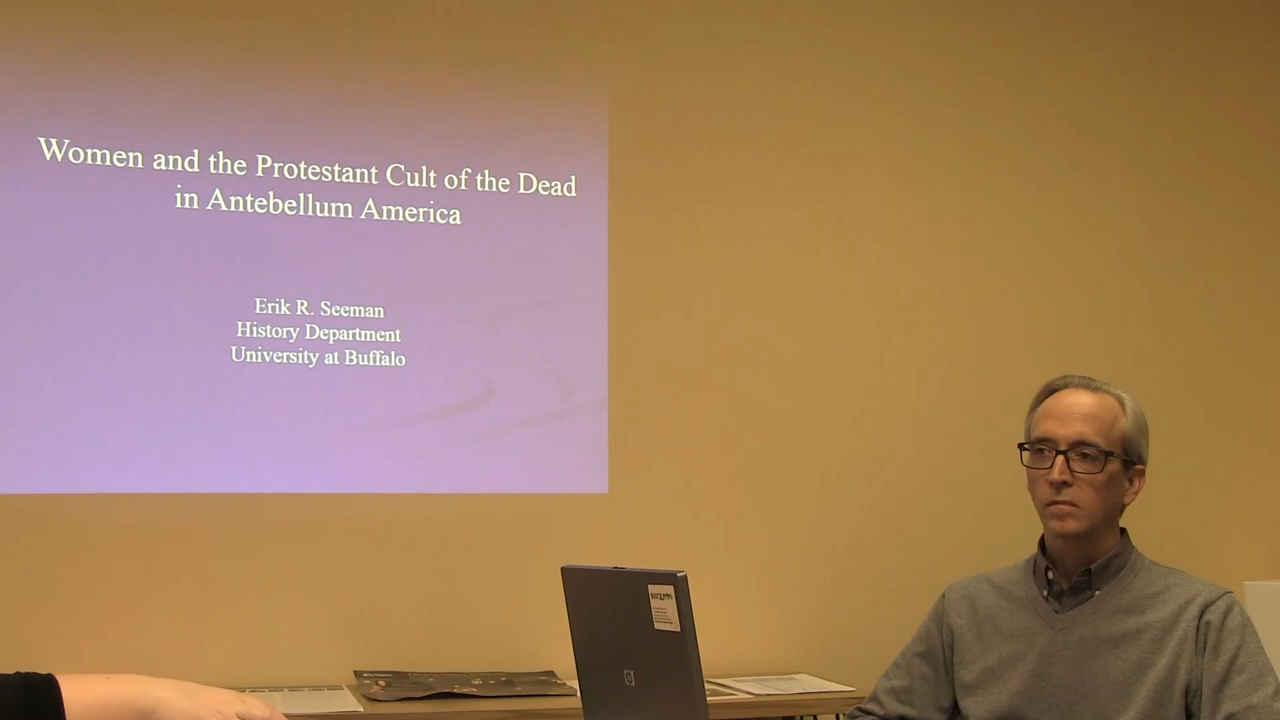 Women and the Protestant Cult of the Dead
in Antebellum America
Erik R. Seeman
History Department
University at Buffalo